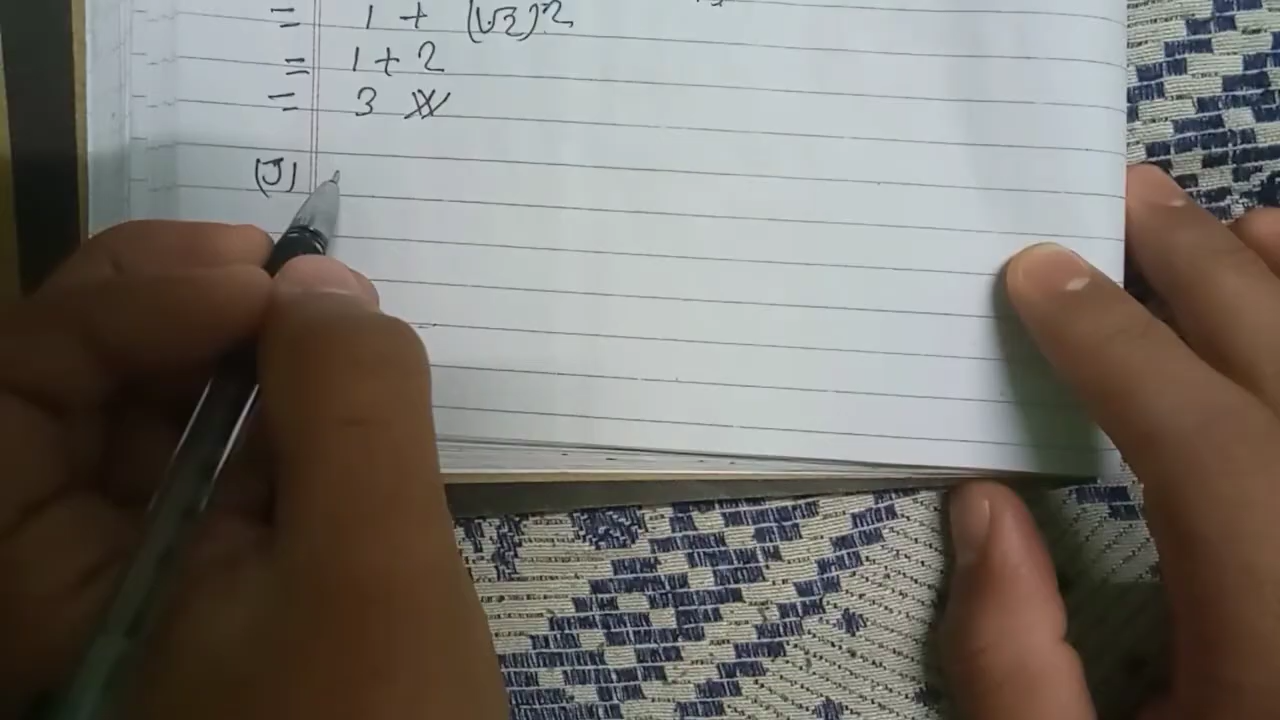 = 1 + (√2)²
= 1 + 2
= 3
(J)